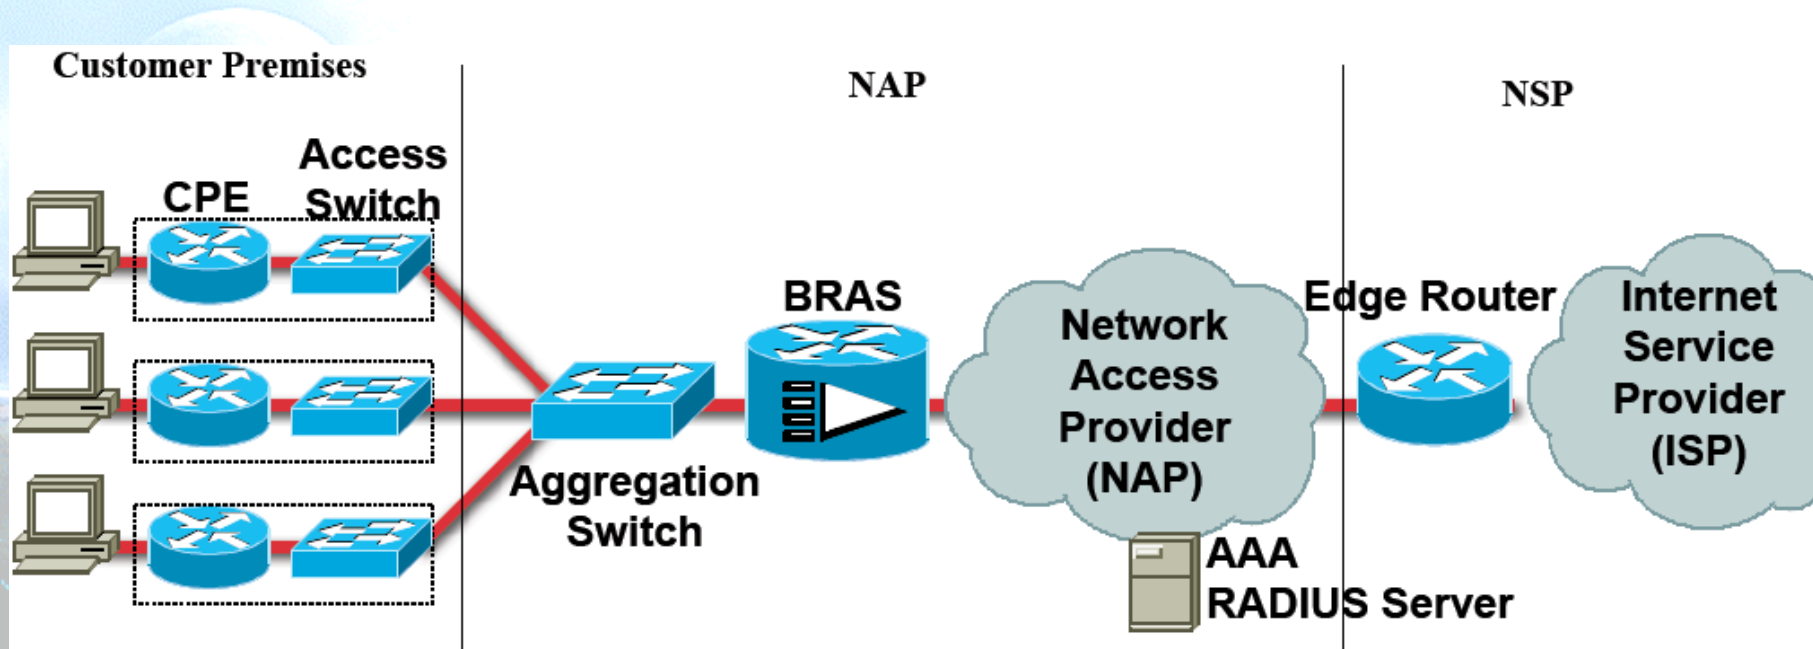 Customer Premises
NAP
NSP
Access
Switch
CPE
BRAS
Aggregation
Switch
Network
Access
Provider
(NAP)
AAA
RADIUS Server
Edge Router
Internet
Service
Provider
(ISP)